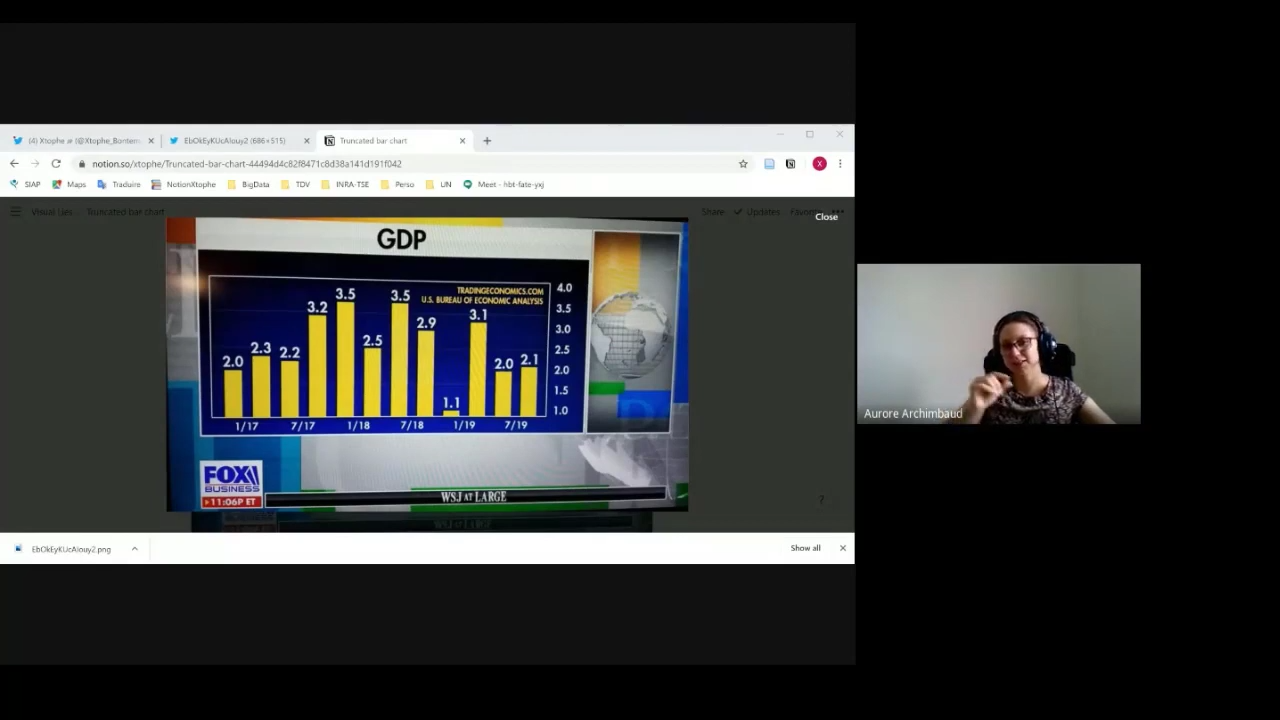 (4) Xtophe (@Xtophe_Bontem
EbOkEyKUcAIouy2 (686×515)
Truncated bar chart
notion.so/xtophe/Truncated-bar-chart-44494d4c82f8471c8d38a141d191f042
SIAP Maps Traduire NotionXtophe BigData TDV INRA-TSE Perso UN Meet - hbt-fate-yxj
Visual Lies Truncated bar chart Share Updates
Close
GDP
TRADINGECONOMICS.COM
U.S. BUREAU OF ECONOMIC ANALYSIS
4.0
3.5
3.0
2.5
2.0
1.5
1.0
2.0 2.3 2.2 3.2 3.5 2.5 3.5 2.9 1.1 3.1 2.0 2.1
1/17 7/17 1/18 7/18 1/19 7/19
FOX
BUSINESS
11:06P ET
WSJ AT LARGE
?
Aurore Archimbaud
EbOkEyKUcAIouy2.png
Show all